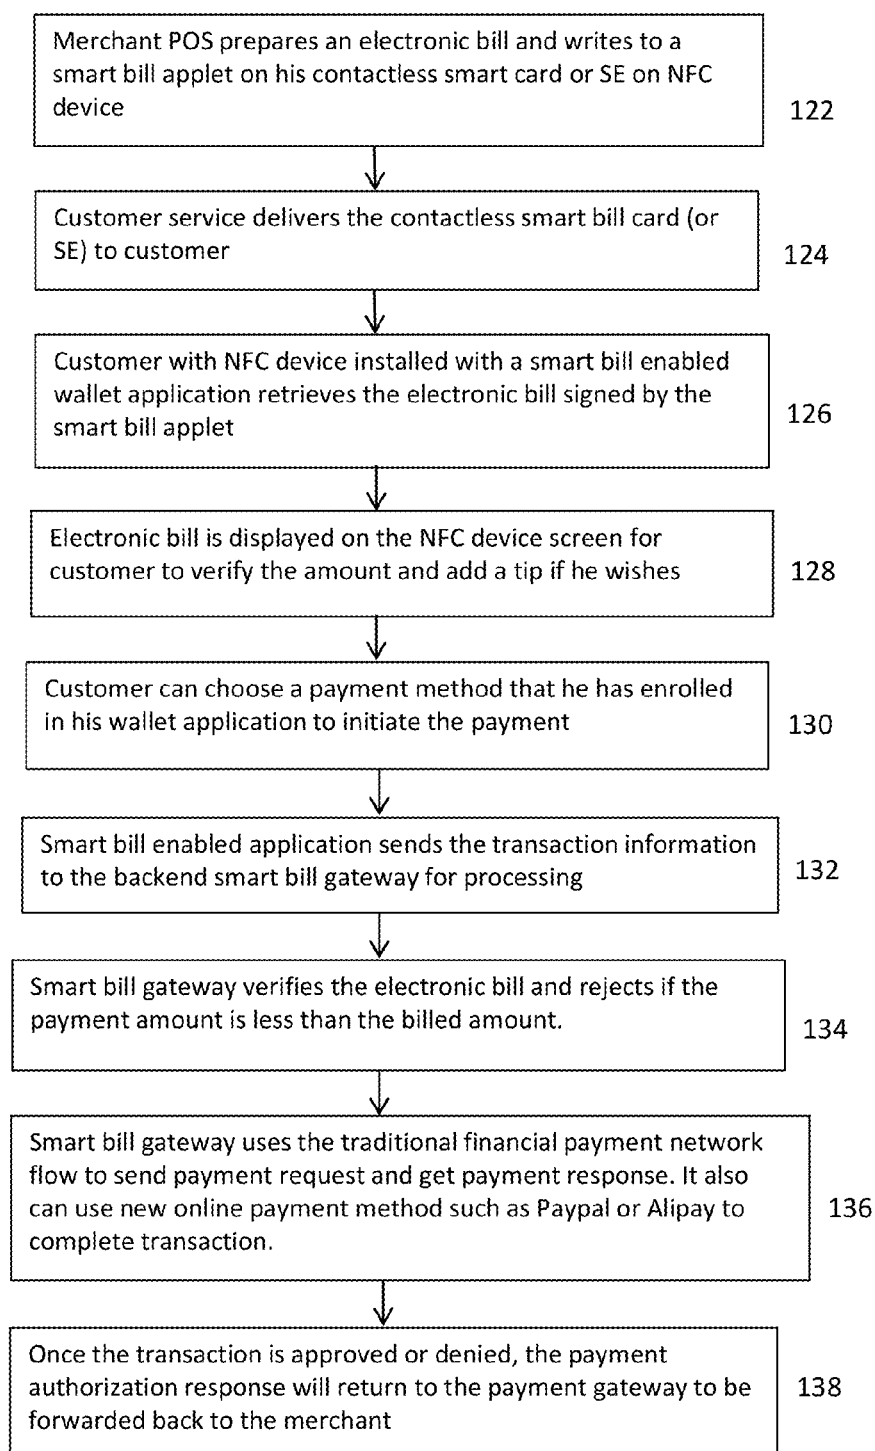 Merchant POS prepares an electronic bill and writes to a
smart bill applet on his contactless smart card or SE on NFC
device
122
Customer service delivers the contactless smart bill card (or
SE) to customer
124
Customer with NFC device installed with a smart bill enabled
wallet application retrieves the electronic bill signed by the
smart bill applet
126
Electronic bill is displayed on the NFC device screen for
customer to verify the amount and add a tip if he wishes
128
Customer can choose a payment method that he has enrolled
in his wallet application to initiate the payment
130
Smart bill enabled application sends the transaction information
to the backend smart bill gateway for processing
132
Smart bill gateway verifies the electronic bill and rejects if the
payment amount is less than the billed amount.
134
Smart bill gateway uses the traditional financial payment network
flow to send payment request and get payment response. It also
can use new online payment method such as Paypal or Alipay to
complete transaction.
136
Once the transaction is approved or denied, the payment
authorization response will return to the payment gateway to be
forwarded back to the merchant
138